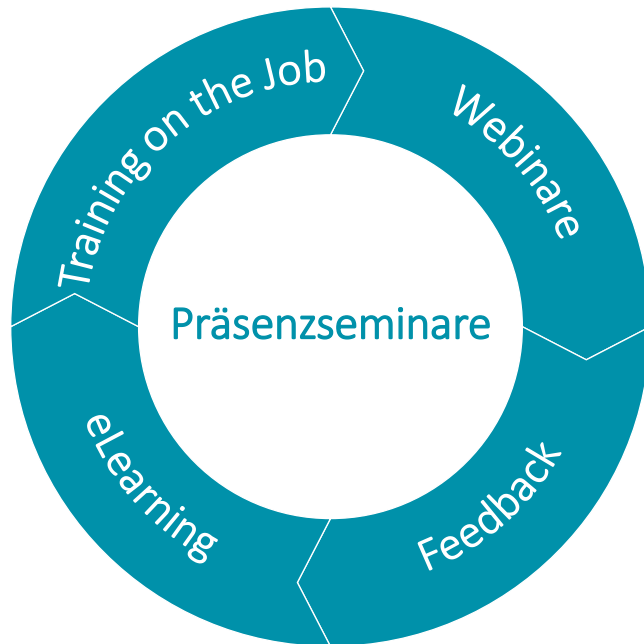 Training on the Job
Webinare
Präsenzseminare
eLearning
Feedback